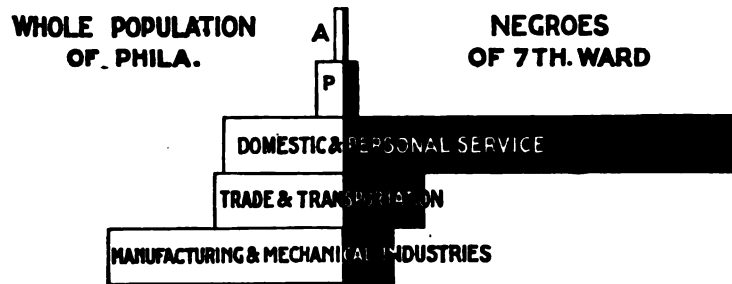 WHOLE POPULATION
OF PHILA.
NEGROES
OF 7TH. WARD
A
P
DOMESTIC & PERSONAL SERVICE
TRADE & TRANSPORTATION
MANUFACTURING & MECHANICAL INDUSTRIES